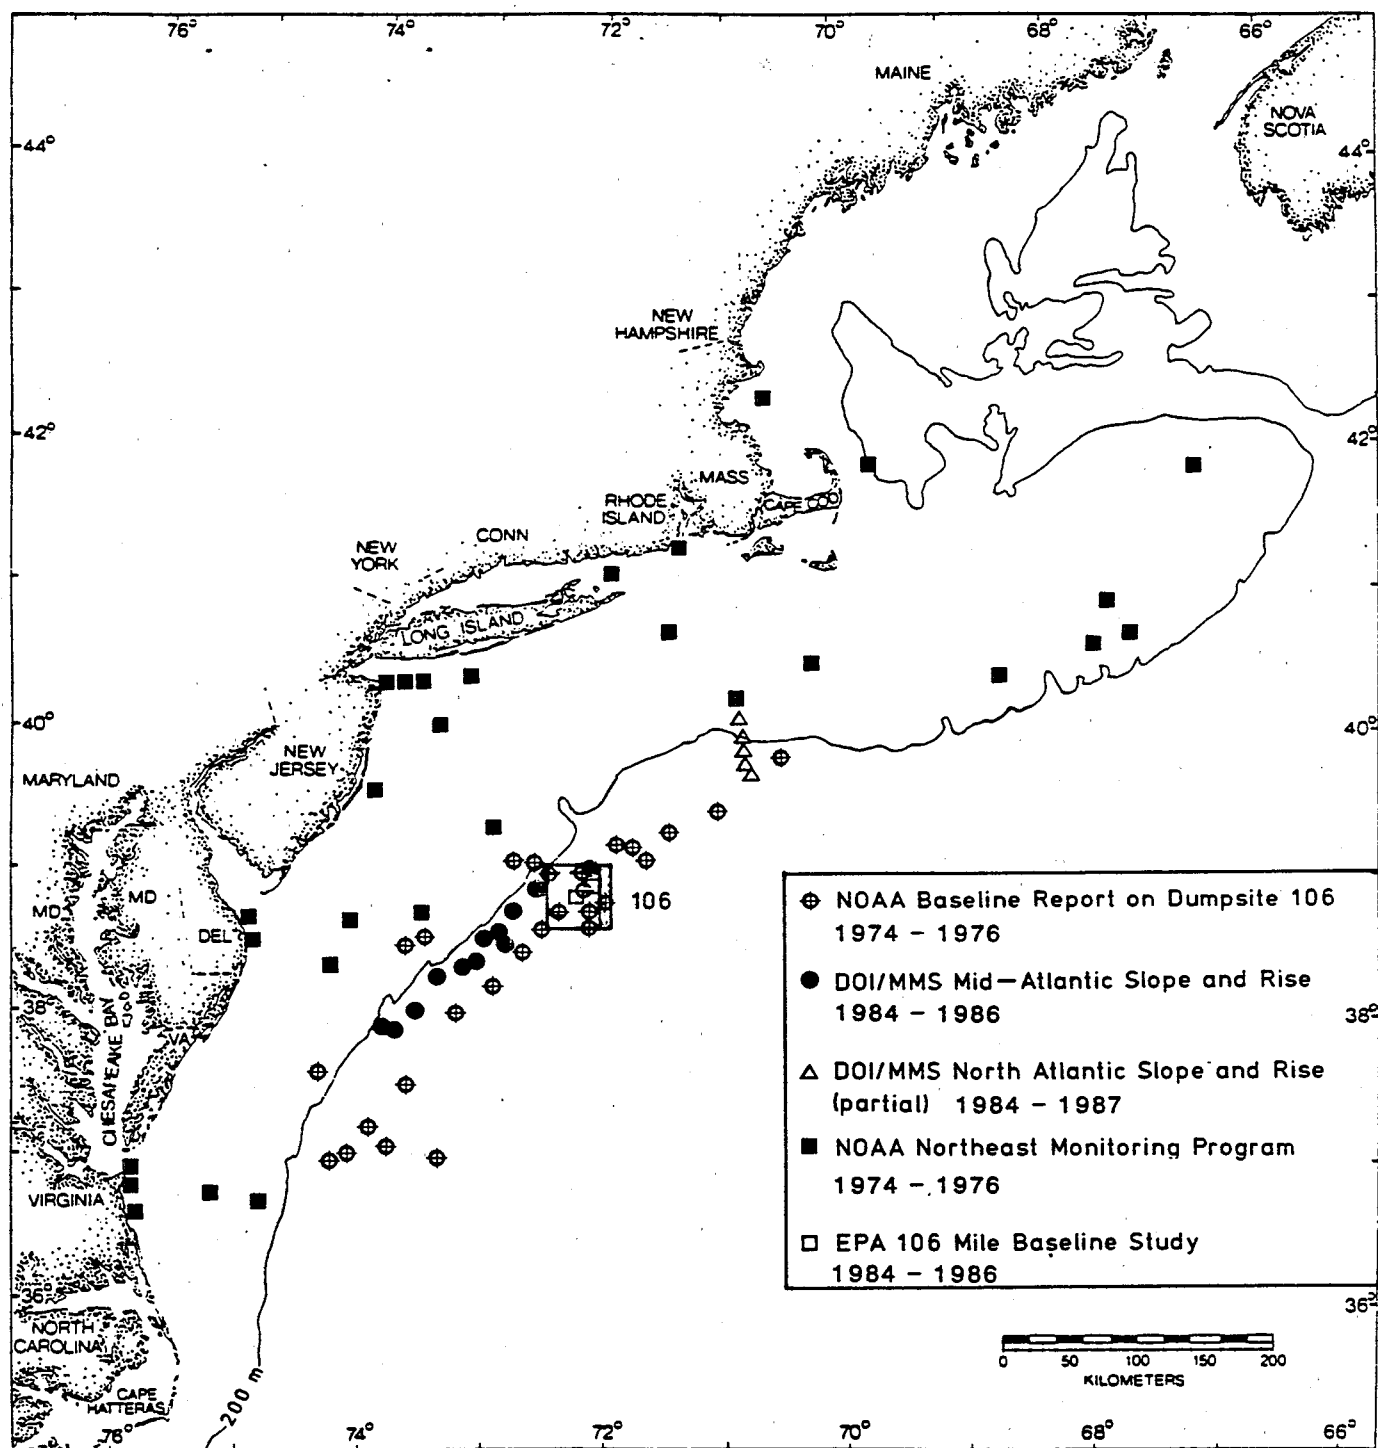 76° 74° 72° 70° 68° 66°
MAINE
NOVA
SCOTIA
44° 44°
NEW
HAMPSHIRE
42° 42°
MASS
RHODE
ISLAND
CAPE COD
CONN
NEW
YORK
LONG ISLAND
40° 40°
NEW
JERSEY
MARYLAND
MD
MD
DEL
106
38° 38°
CHESAPEAKE BAY
VA
VIRGINIA
⊕ NOAA Baseline Report on Dumpsite 106
1974 - 1976
● DOI/MMS Mid-Atlantic Slope and Rise
1984 - 1986
△ DOI/MMS North Atlantic Slope and Rise
(partial) 1984 - 1987
■ NOAA Northeast Monitoring Program
1974 - 1976
□ EPA 106 Mile Baseline Study
1984 - 1986
36° 36°
NORTH
CAROLINA
0 50 100 150 200
KILOMETERS
CAPE
HATTERAS
200 m
76° 74° 72° 70° 68° 66°